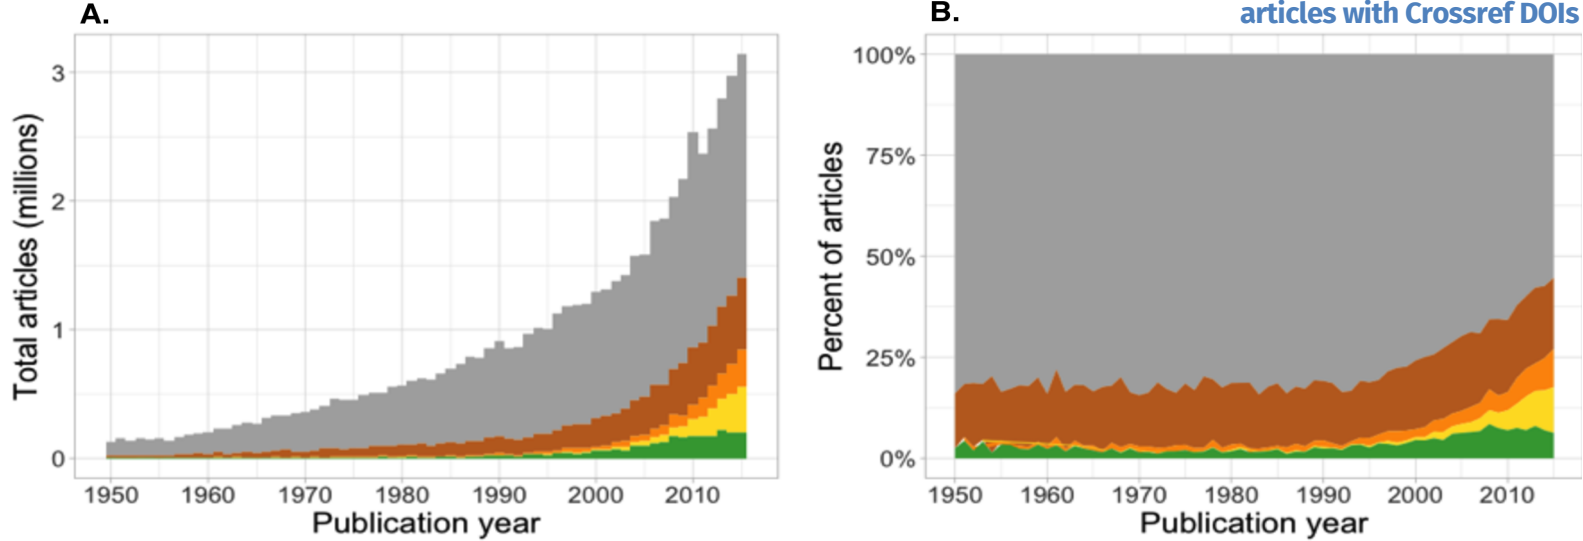 A.
Total articles (millions)
3
2
1
0
1950 1960 1970 1980 1990 2000 2010
Publication year
B.
articles with Crossref DOIs
Percent of articles
100%
75%
50%
25%
0%
1950 1960 1970 1980 1990 2000 2010
Publication year